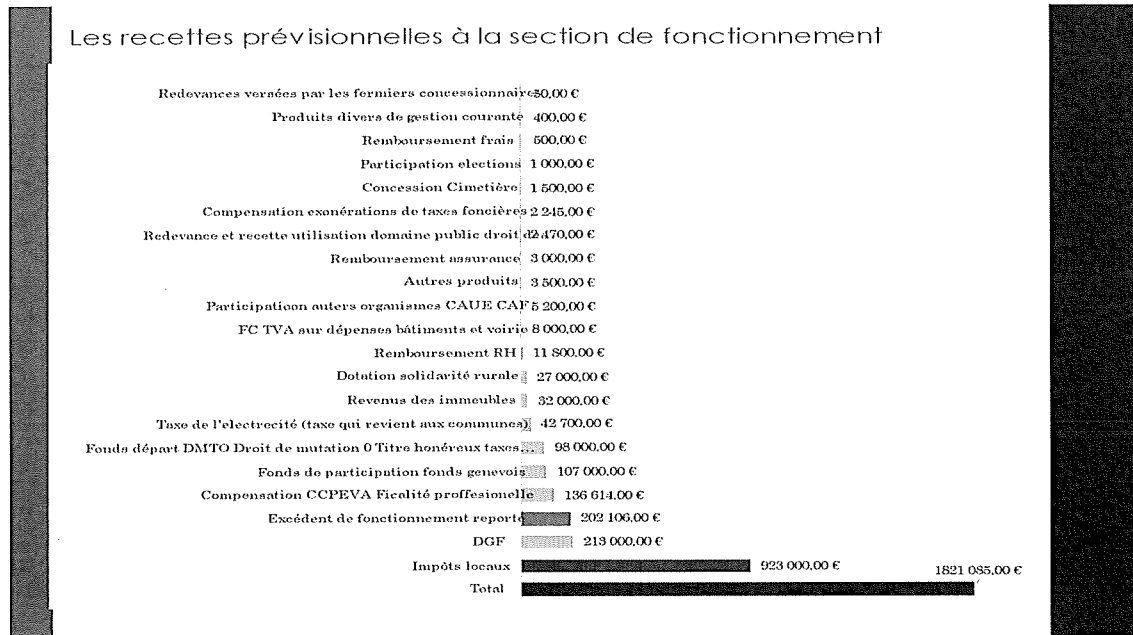 Les recettes prévisionnelles à la section de fonctionnement
Redevances versées par les fermiers concessionnaire 50,00 €
Produits divers de gestion courante 400,00 €
Remboursement frais 500,00 €
Participation elections 1 000,00 €
Concession Cimetière 1 500,00 €
Compensation exonérations de taxes foncières 2 245,00 €
Redevance et recette utilisation domaine public droit d 2 470,00 €
Remboursement assurance 3 000,00 €
Autres produits 3 500,00 €
Participatioon auters organismes CAUE CAF 5 200,00 €
FC TVA sur dépenses bâtiments et voirie 8 000,00 €
Remboursement RH 11 800,00 €
Dotation solidarité rurale 27 000,00 €
Revenus des immeubles 32 000,00 €
Taxe de l'electrecité (taxe qui revient aux communes) 42 700,00 €
Fonds départ DMTO Droit de mutation 0 Titre honéreux taxes... 98 000,00 €
Fonds de participation fonds genevois 107 000,00 €
Compensation CCPEVA Ficalité proffesionelle 136 614,00 €
Excédent de fonctionnement reporté 202 106,00 €
DGF 213 000,00 €
Impôts locaux 923 000,00 €
Total 1821 085,00 €